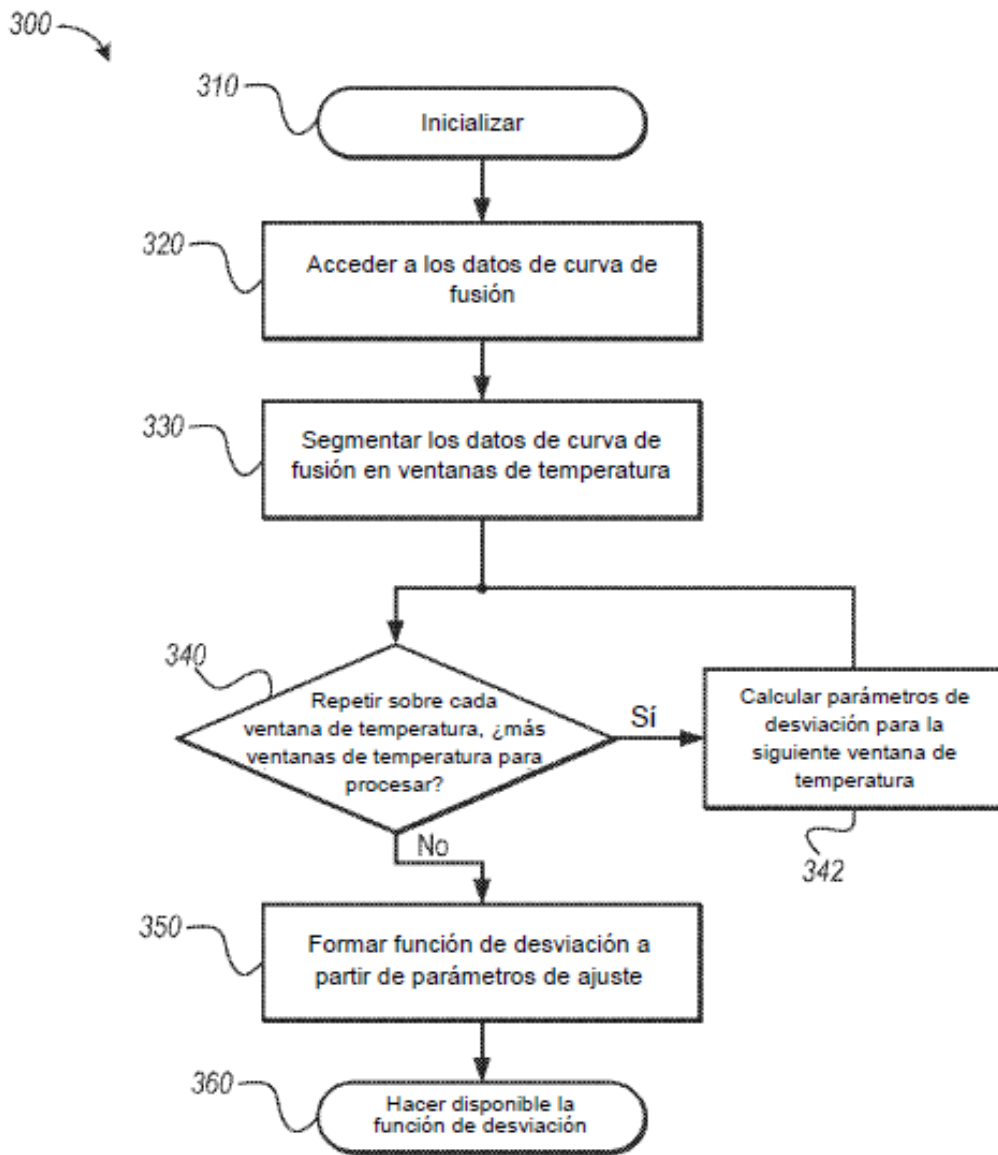 300
310
Inicializar
320
Acceder a los datos de curva de
fusión
330
Segmentar los datos de curva de
fusión en ventanas de temperatura
340
Repetir sobre cada
ventana de temperatura, ¿más
ventanas de temperatura para
procesar?
Sí
Calcular parámetros de
desviación para la
siguiente ventana de
temperatura
342
No
350
Formar función de desviación a
partir de parámetros de ajuste
360
Hacer disponible la
función de desviación